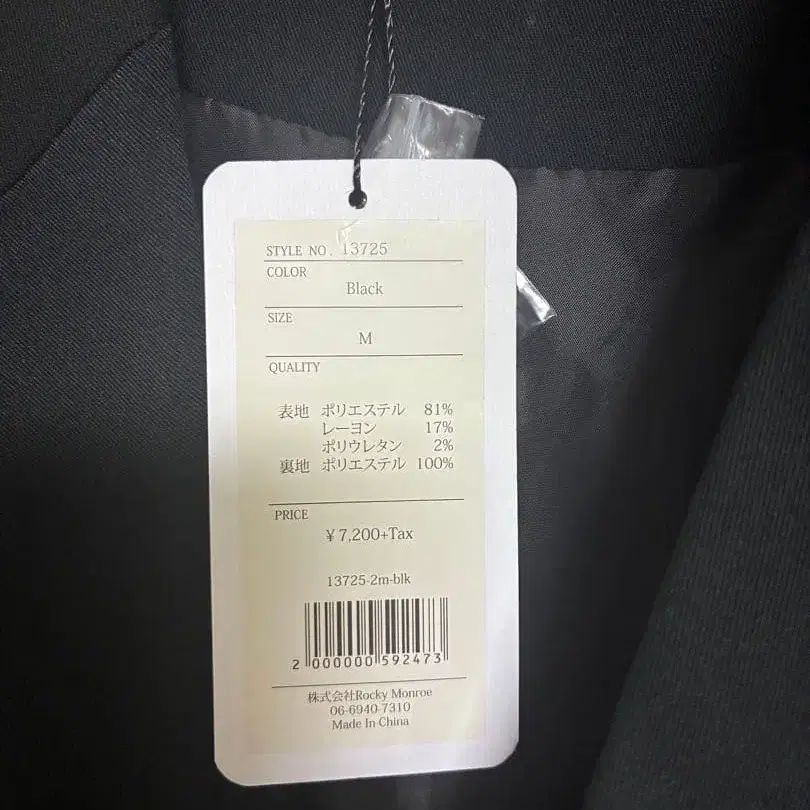 STYLE NO. 13725
COLOR
Black
SIZE
M
QUALITY
表地 ポリエステル 81%
レーヨン 17%
ポリウレタン 2%
裏地 ポリエステル 100%
PRICE
¥7,200+Tax
13725-2m-blk
2 000000 592473
株式会社Rocky Monroe
06-6940-7310
Made In China